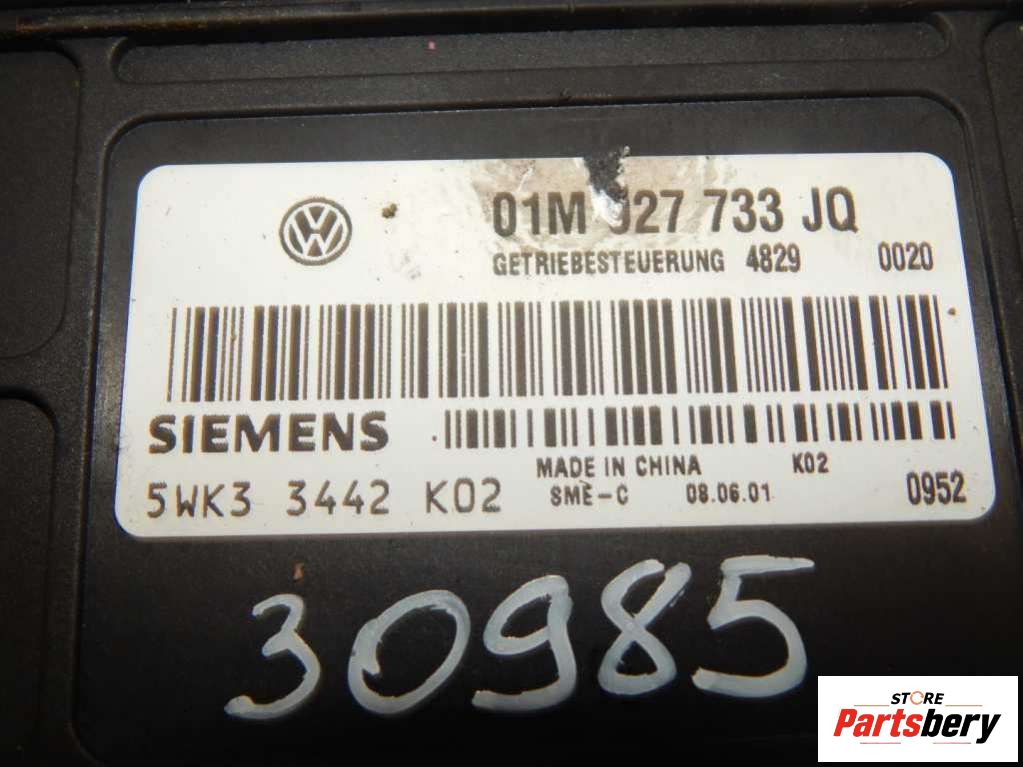 01M 927 733 JQ
GETRIEBESTEUERUNG 4829 0020
SIEMENS
MADE IN CHINA K02
5WK3 3442 K02 SME-C 08.06.01 0952
30985
STORE
Partsbery